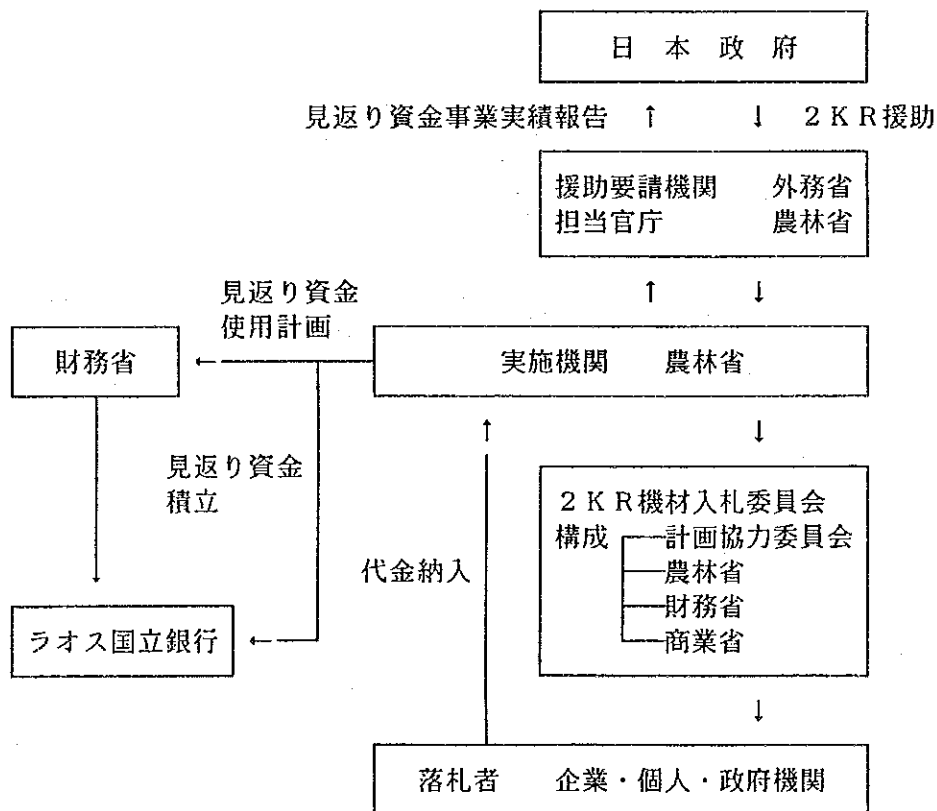 日本政府
見返り資金事業実績報告 ↑ ↓ 2KR援助
援助要請機関 外務省
担当官庁 農林省
↑ ↓
見返り資金
使用計画
財務省 ← 実施機関 農林省
↑ ↓
見返り資金
積立
2KR機材入札委員会
構成 計画協力委員会
農林省
財務省
商業省
代金納入
ラオス国立銀行 ←
↓
落札者 企業・個人・政府機関